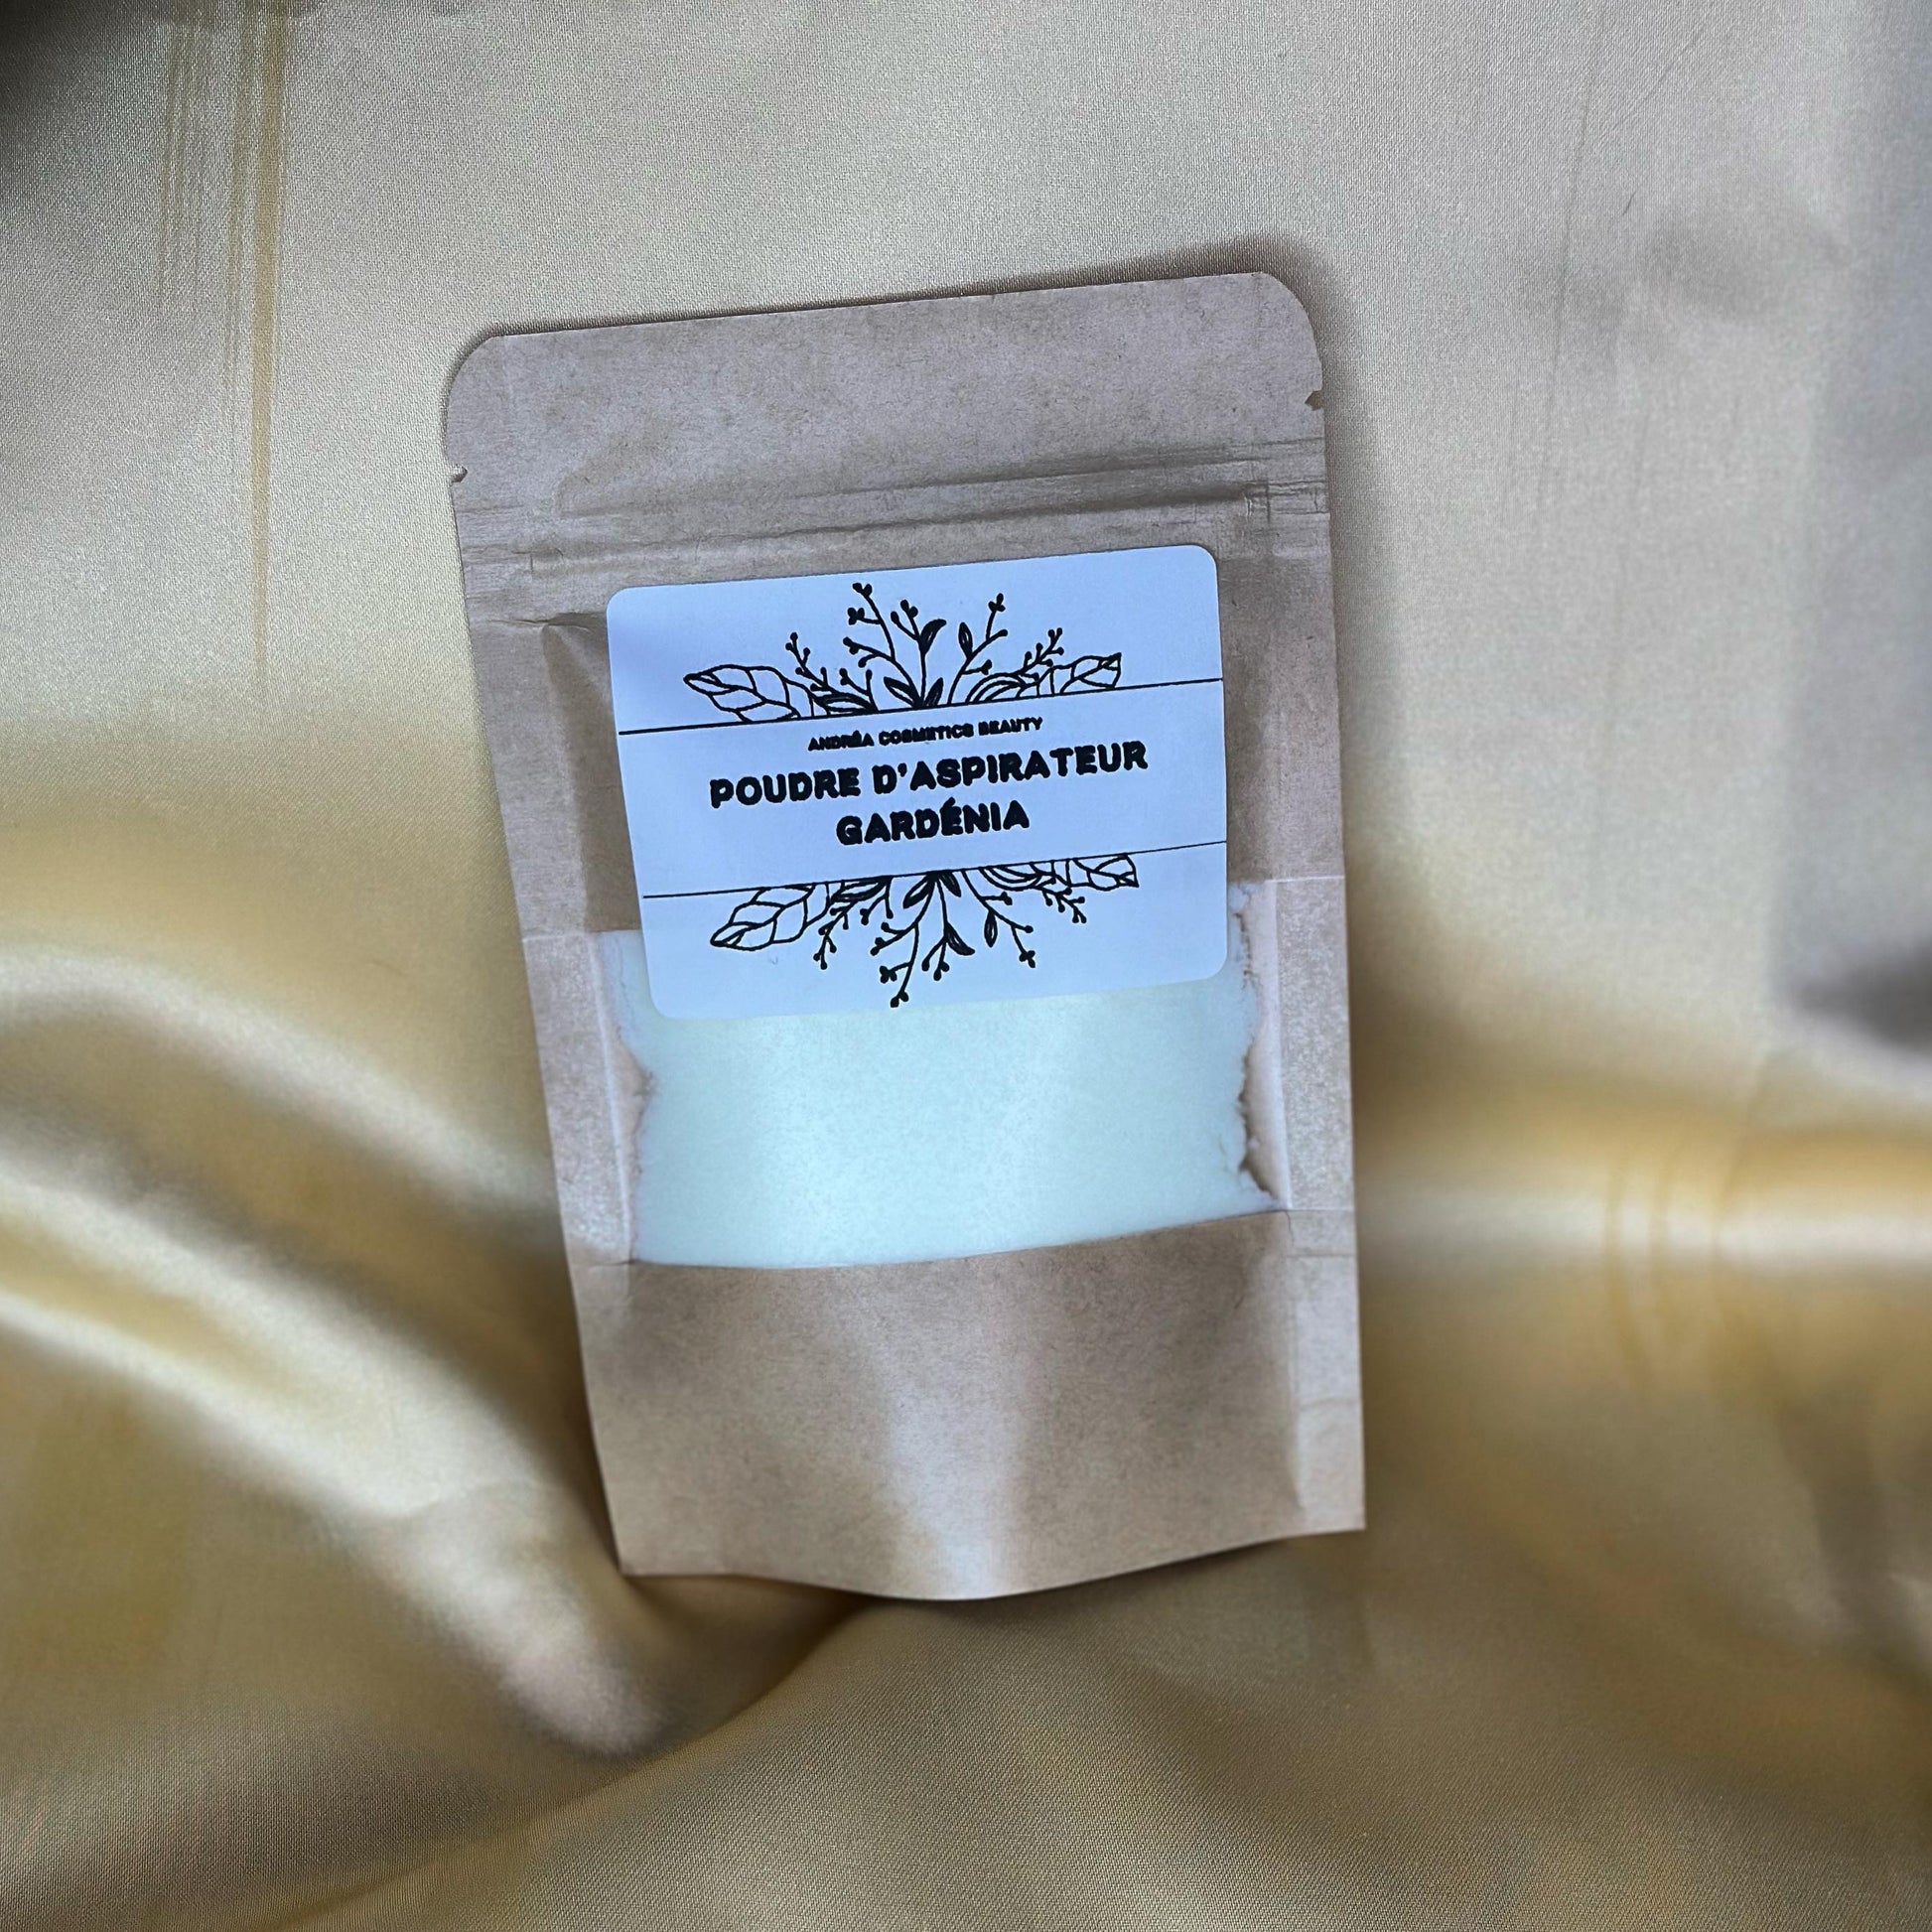 ANDRÉA COSMETICS BEAUTY
POUDRE D'ASPIRATEUR
GARDÉNIA